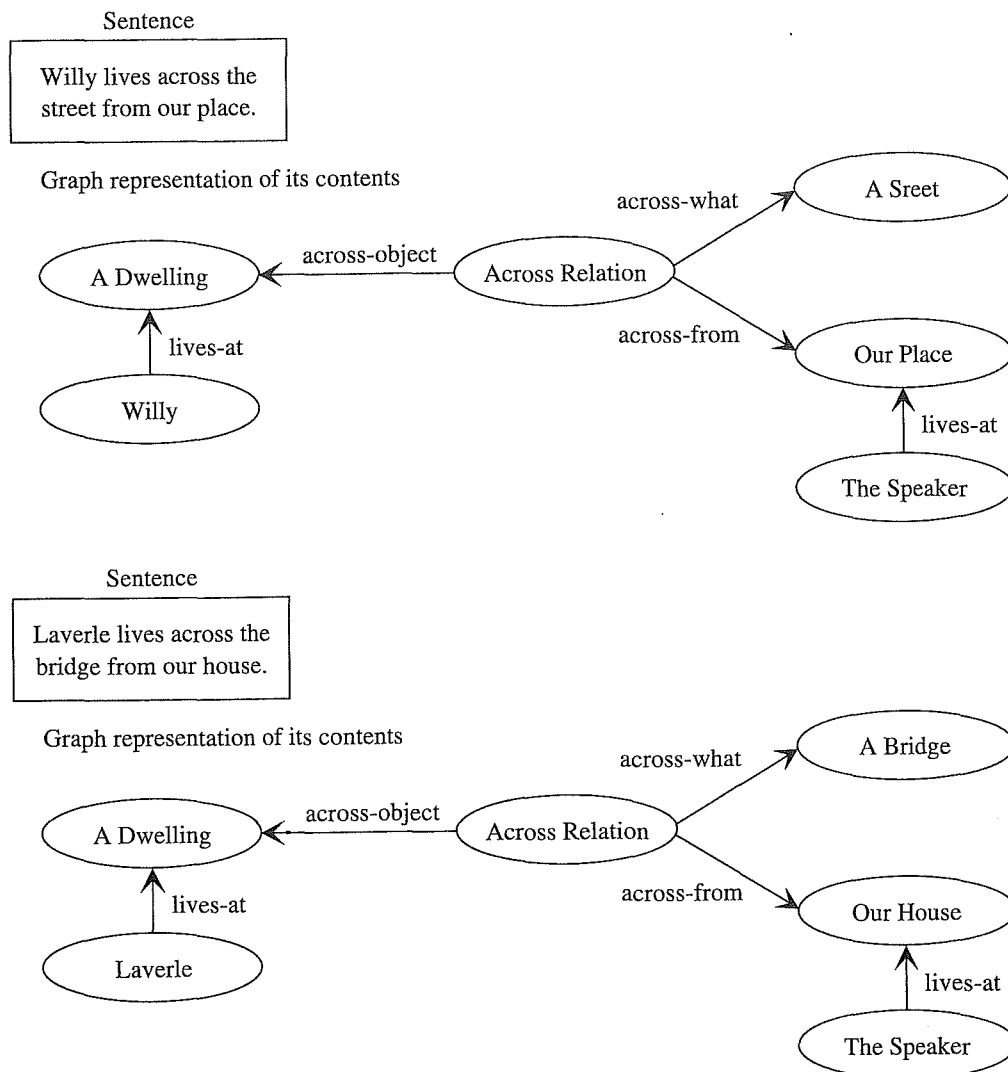 Sentence
Willy lives across the
street from our place.
Graph representation of its contents
across-what
A Sreet
across-object
A Dwelling
Across Relation
lives-at
across-from
Our Place
Willy
lives-at
The Speaker
Sentence
Laverle lives across the
bridge from our house.
Graph representation of its contents
across-what
A Bridge
across-object
A Dwelling
Across Relation
lives-at
across-from
Our House
Laverle
lives-at
The Speaker